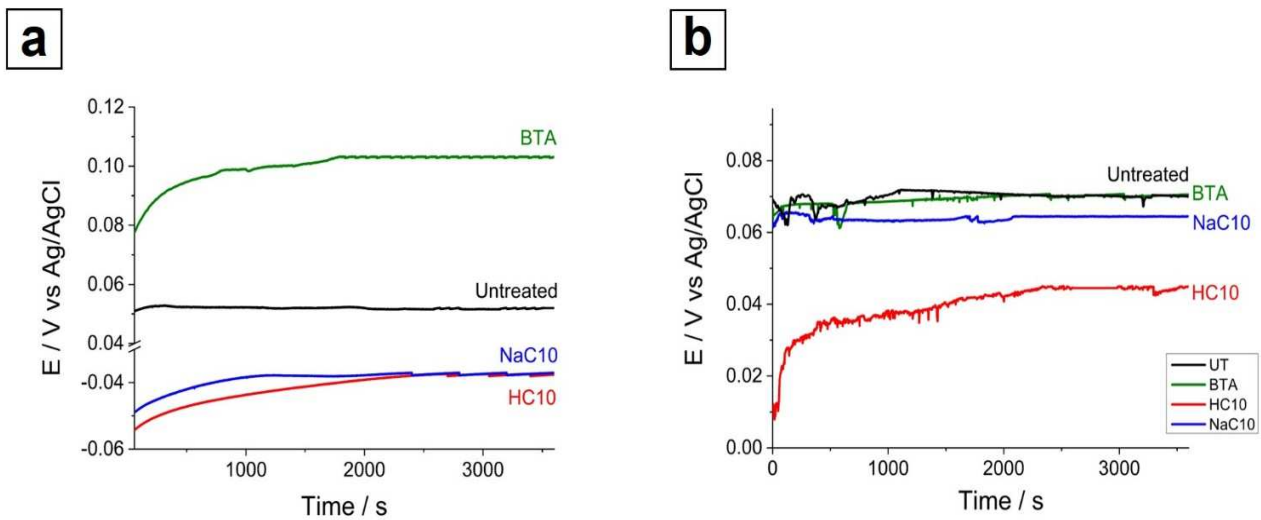 a
0.12
0.10
0.08
0.06
0.04
-0.04
-0.06
E / V vs Ag/AgCl
BTA
Untreated
NaC10
HC10
1000
2000
3000
Time / s
b
0.08
0.06
0.04
0.02
0.00
E / V vs Ag/AgCl
Untreated
BTA
NaC10
HC10
UT
BTA
HC10
NaC10
0
1000
2000
3000
Time / s